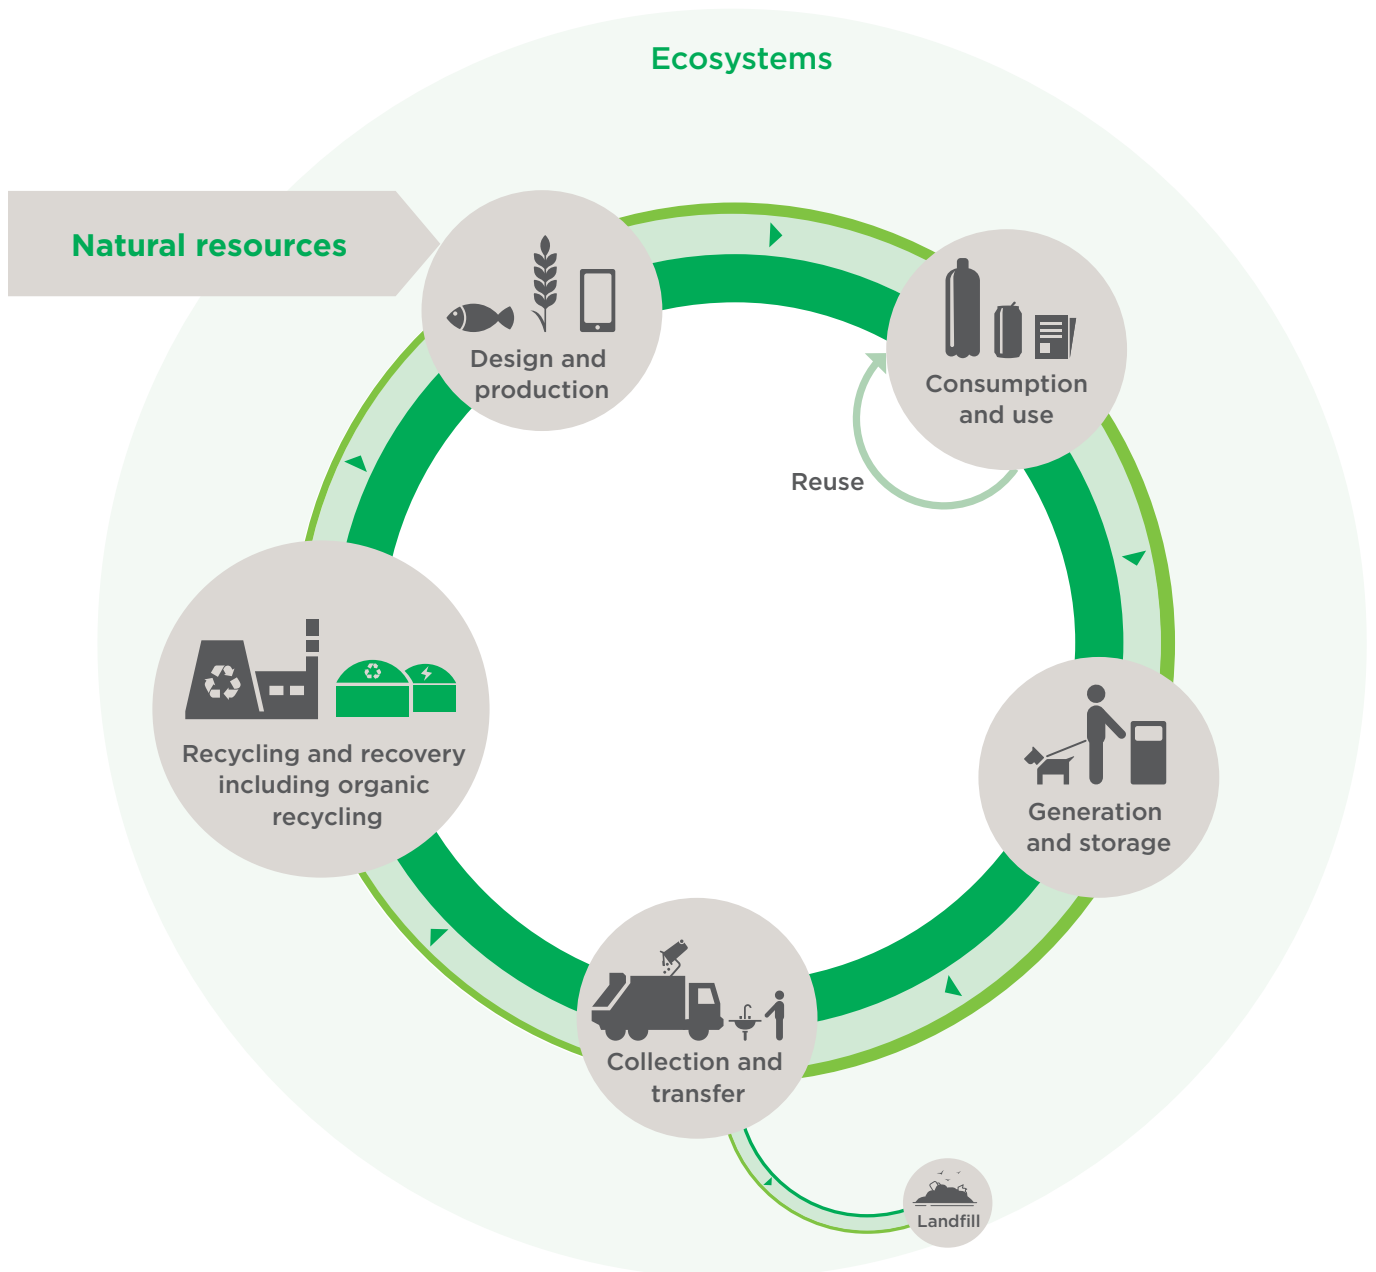 Ecosystems
Natural resources
Design and
production
Consumption
and use
Reuse
Generation
and storage
Collection and
transfer
Landfill
Recycling and recovery
including organic
recycling